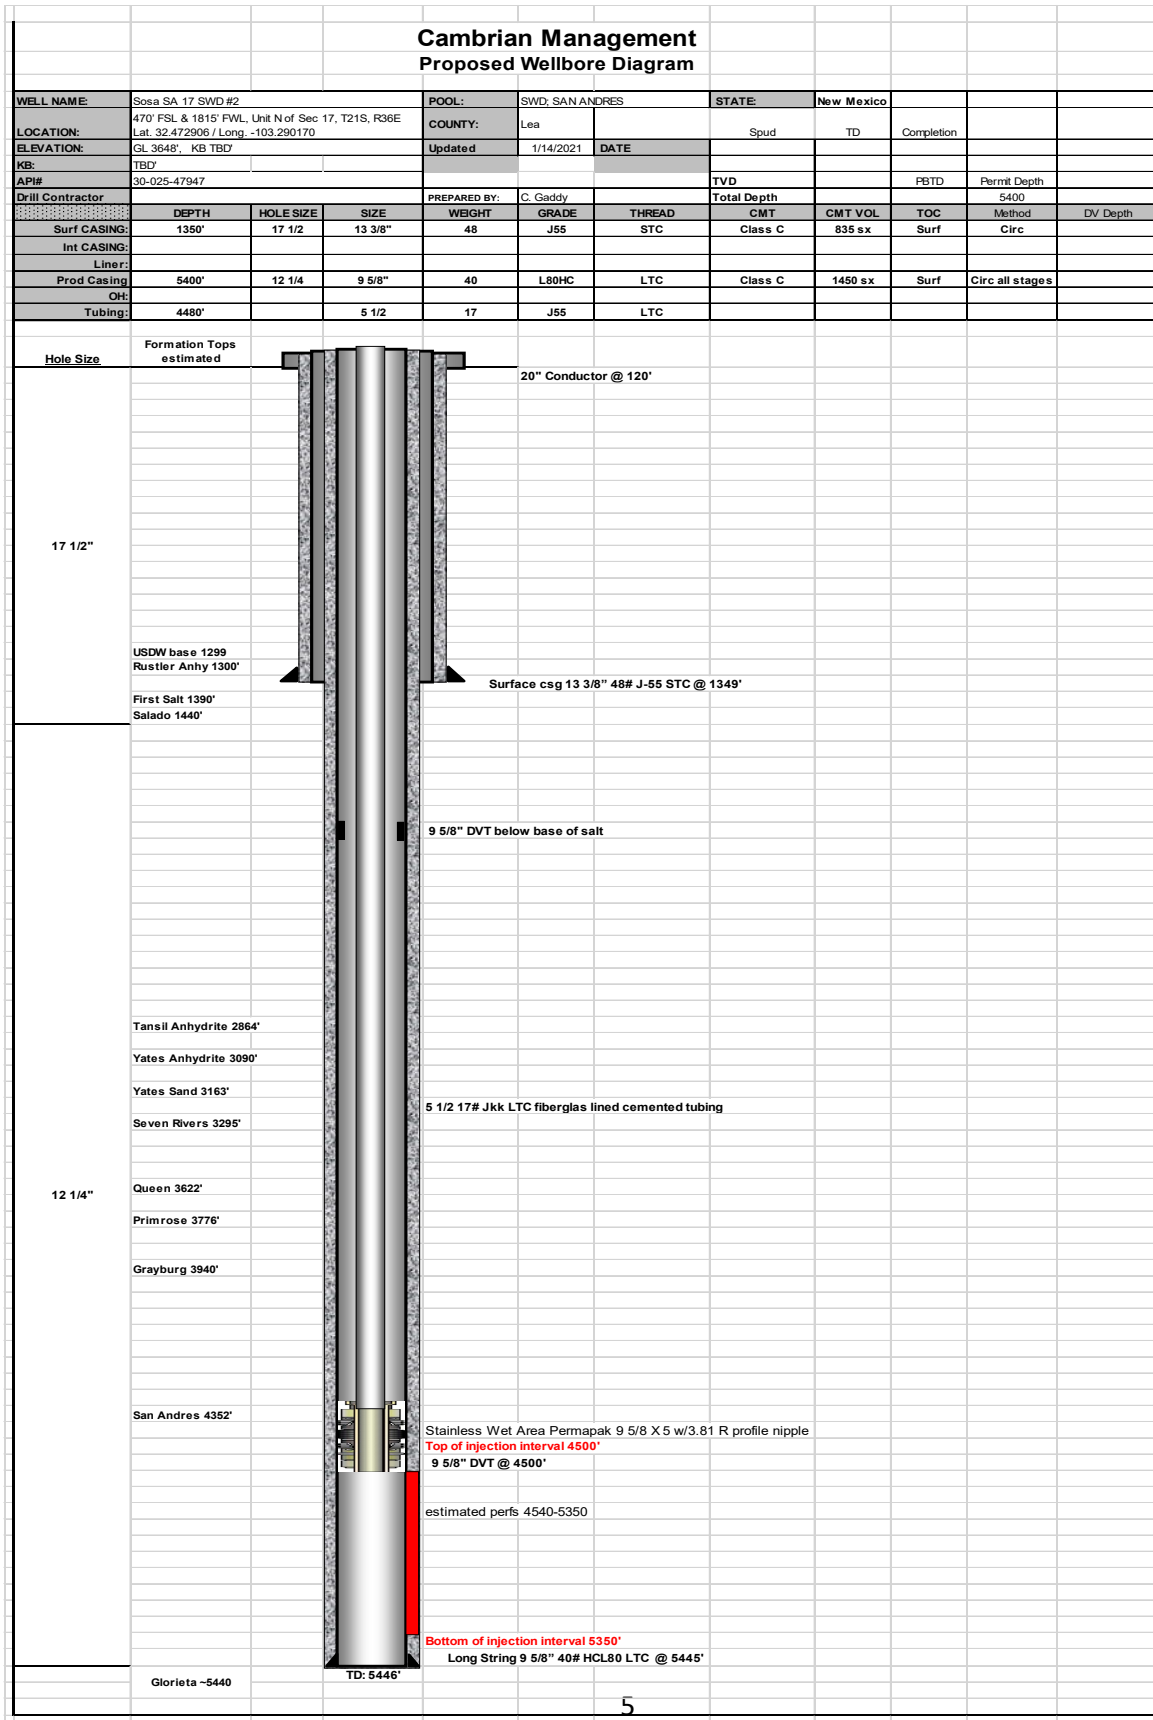 Cambrian Management
Proposed Wellbore Diagram
WELL NAME: Sosa SA 17 SWD #2 POOL: SWD; SAN ANDRES STATE: New Mexico
LOCATION: 470' FSL & 1815' FWL, Unit N of Sec 17, T21S, R36E
Lat. 32.472906 / Long. -103.290170 COUNTY: Lea Spud TD Completion
ELEVATION: GL 3648', KB TBD' Updated 1/14/2021 DATE
KB: TBD'
API# 30-025-47947 TVD PBTD Permit Depth
Drill Contractor PREPARED BY: C. Gaddy Total Depth 5400
DEPTH HOLE SIZE SIZE WEIGHT GRADE THREAD CMT CMT VOL TOC Method DV Depth
Surf CASING: 1350' 17 1/2 13 3/8" 48 J55 STC Class C 835 sx Surf Circ
Int CASING:
Liner:
Prod Casing 5400' 12 1/4 9 5/8" 40 L80HC LTC Class C 1450 sx Surf Circ all stages
OH:
Tubing: 4480' 5 1/2 17 J55 LTC
Hole Size
Formation Tops
estimated
20" Conductor @ 120'
17 1/2"
USDW base 1299
Rustler Anhy 1300'
Surface csg 13 3/8" 48# J-55 STC @ 1349'
First Salt 1390'
Salado 1440'
9 5/8" DVT below base of salt
Tansil Anhydrite 2864'
Yates Anhydrite 3090'
Yates Sand 3163'
5 1/2 17# Jkk LTC fiberglas lined cemented tubing
Seven Rivers 3295'
12 1/4"
Queen 3622'
Primrose 3776'
Grayburg 3940'
San Andres 4352'
Stainless Wet Area Permapak 9 5/8 X 5 w/3.81 R profile nipple
Top of injection interval 4500'
9 5/8" DVT @ 4500'
estimated perfs 4540-5350
Bottom of injection interval 5350'
Long String 9 5/8" 40# HCL80 LTC @ 5445'
TD: 5446'
Glorieta ~5440
5